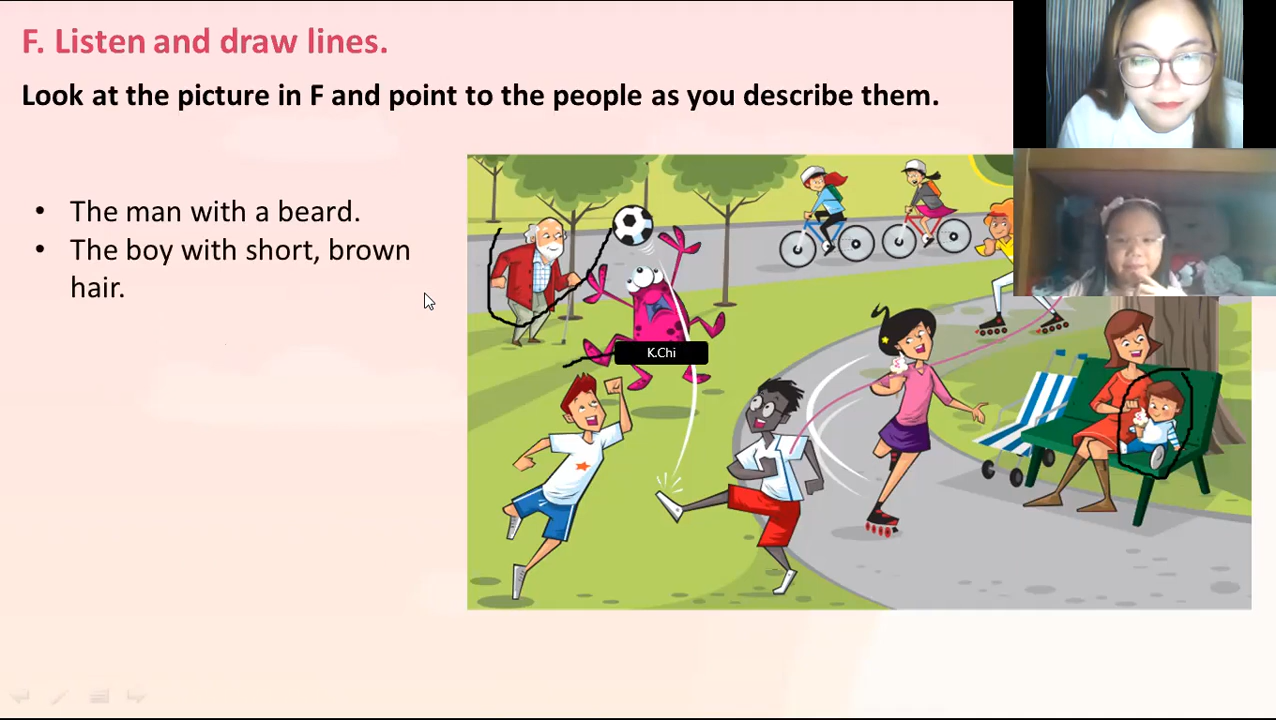 F. Listen and draw lines.
Look at the picture in F and point to the people as you describe them.
• The man with a beard.
• The boy with short, brown
hair.
K.Chi